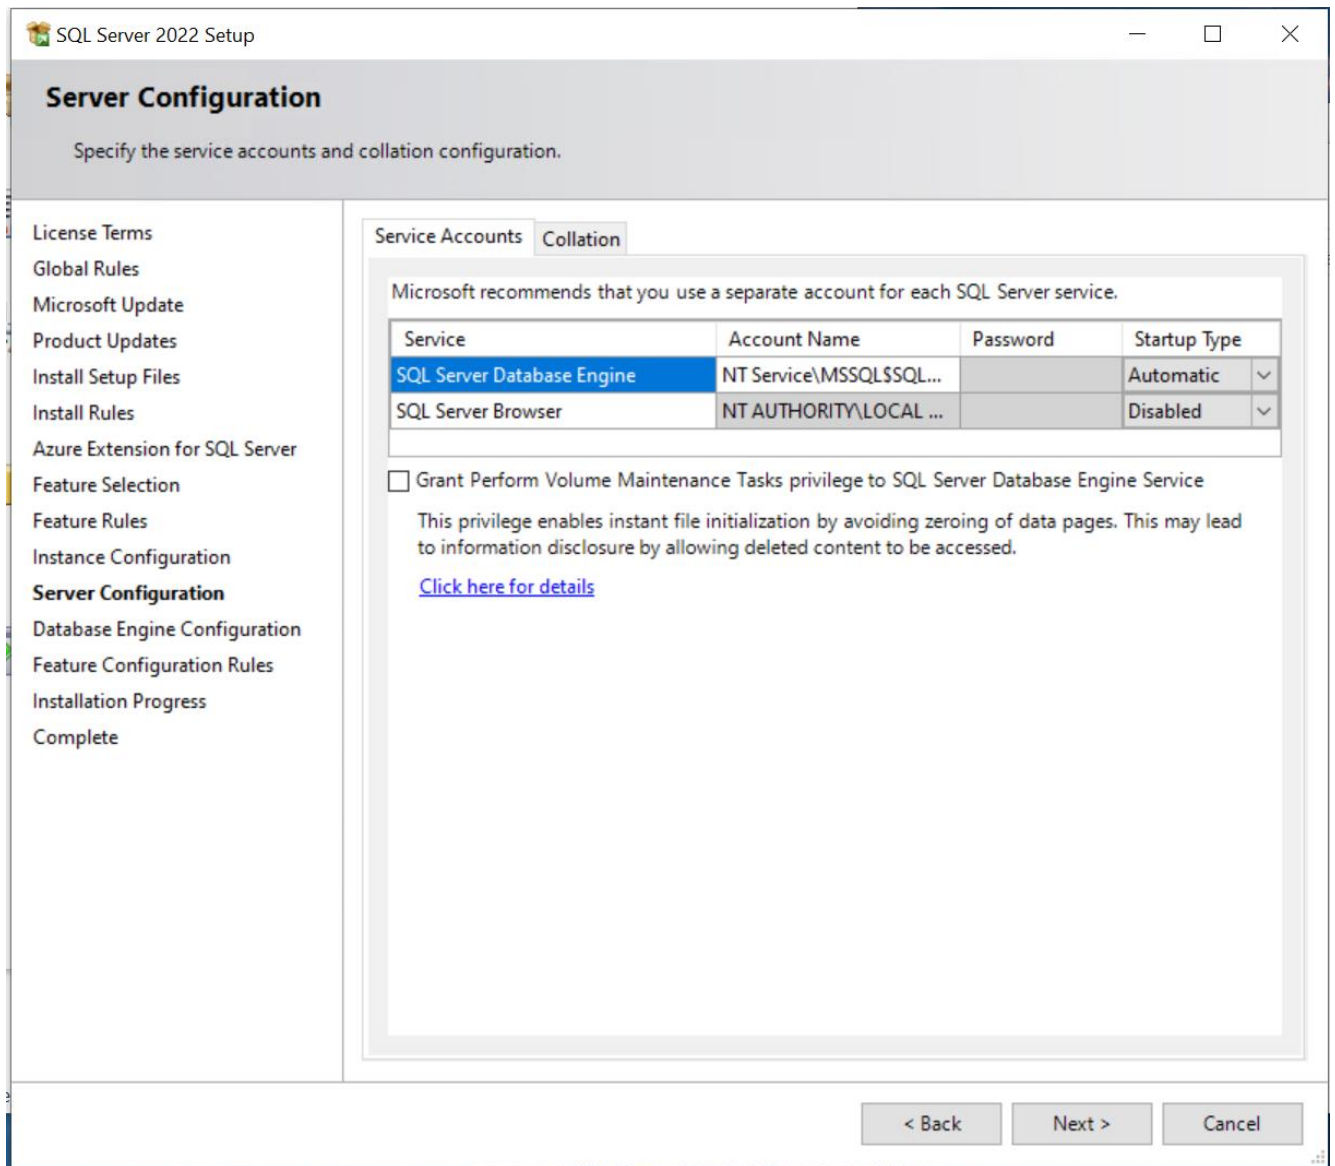 SQL Server 2022 Setup
Server Configuration
Specify the service accounts and collation configuration.
License Terms
Global Rules
Microsoft Update
Product Updates
Install Setup Files
Install Rules
Azure Extension for SQL Server
Feature Selection
Feature Rules
Instance Configuration
Server Configuration
Database Engine Configuration
Feature Configuration Rules
Installation Progress
Complete
Service Accounts Collation
Microsoft recommends that you use a separate account for each SQL Server service.
Service Account Name Password Startup Type
SQL Server Database Engine NT Service\MSSQL$SQL... Automatic
SQL Server Browser NT AUTHORITY\LOCAL ... Disabled
Grant Perform Volume Maintenance Tasks privilege to SQL Server Database Engine Service
This privilege enables instant file initialization by avoiding zeroing of data pages. This may lead
to information disclosure by allowing deleted content to be accessed.
Click here for details
< Back Next > Cancel